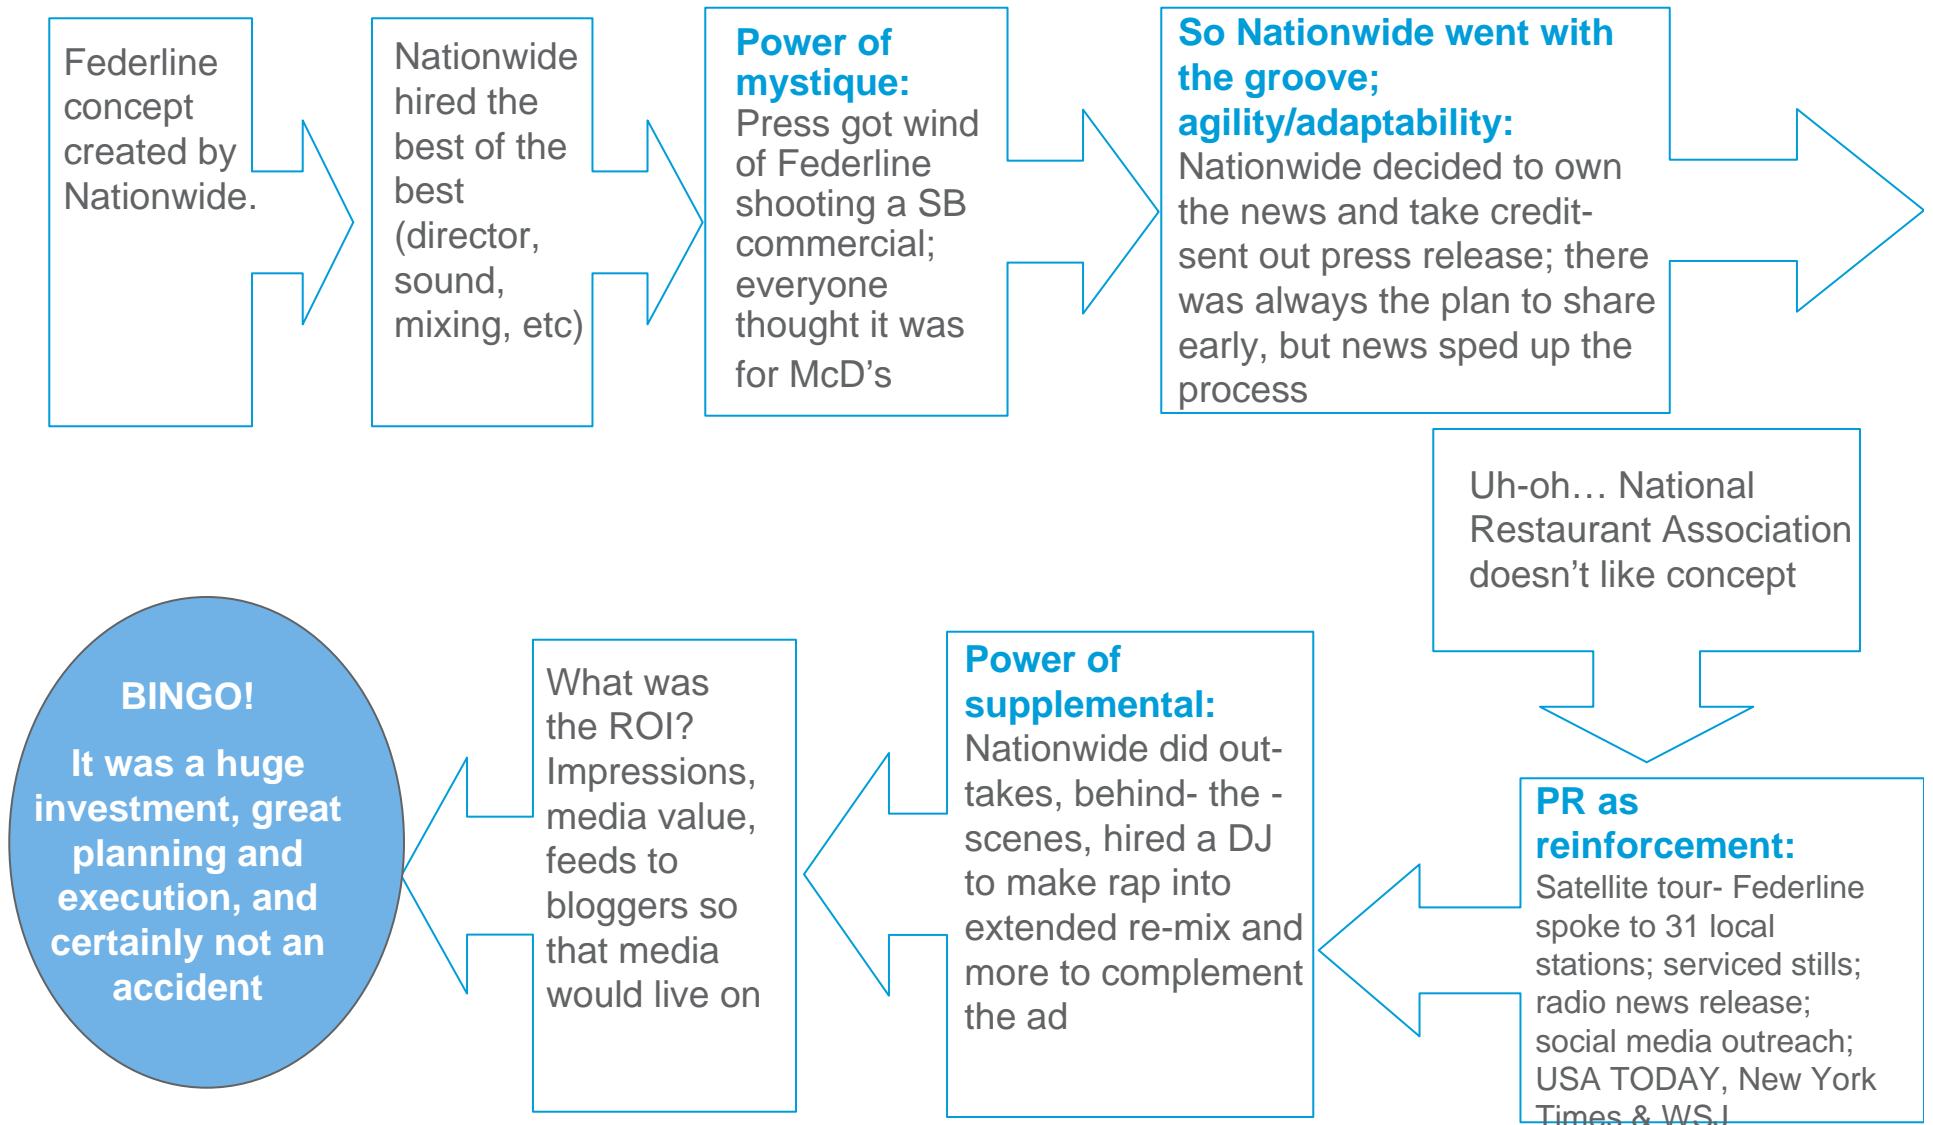 Federline
concept
created by
Nationwide.
Nationwide
hired the
best of the
best
(director,
sound,
mixing, etc)
Power of
mystique:
Press got wind
of Federline
shooting a SB
commercial;
everyone
thought it was
for McD’s
So Nationwide went with
the groove;
agility/adaptability:
Nationwide decided to own
the news and take credit-
sent out press release; there
was always the plan to share
early, but news sped up the
process
Uh-oh… National
Restaurant Association
doesn’t like concept
PR as
reinforcement:
Satellite tour- Federline
spoke to 31 local
stations; serviced stills;
radio news release;
social media outreach;
USA TODAY, New York
Times & WSJ
Power of
supplemental:
Nationwide did out-
takes, behind- the -
scenes, hired a DJ
to make rap into
extended re-mix and
more to complement
the ad
What was
the ROI?
Impressions,
media value,
feeds to
bloggers so
that media
would live on
BINGO!
It was a huge
investment, great
planning and
execution, and
certainly not an
accident